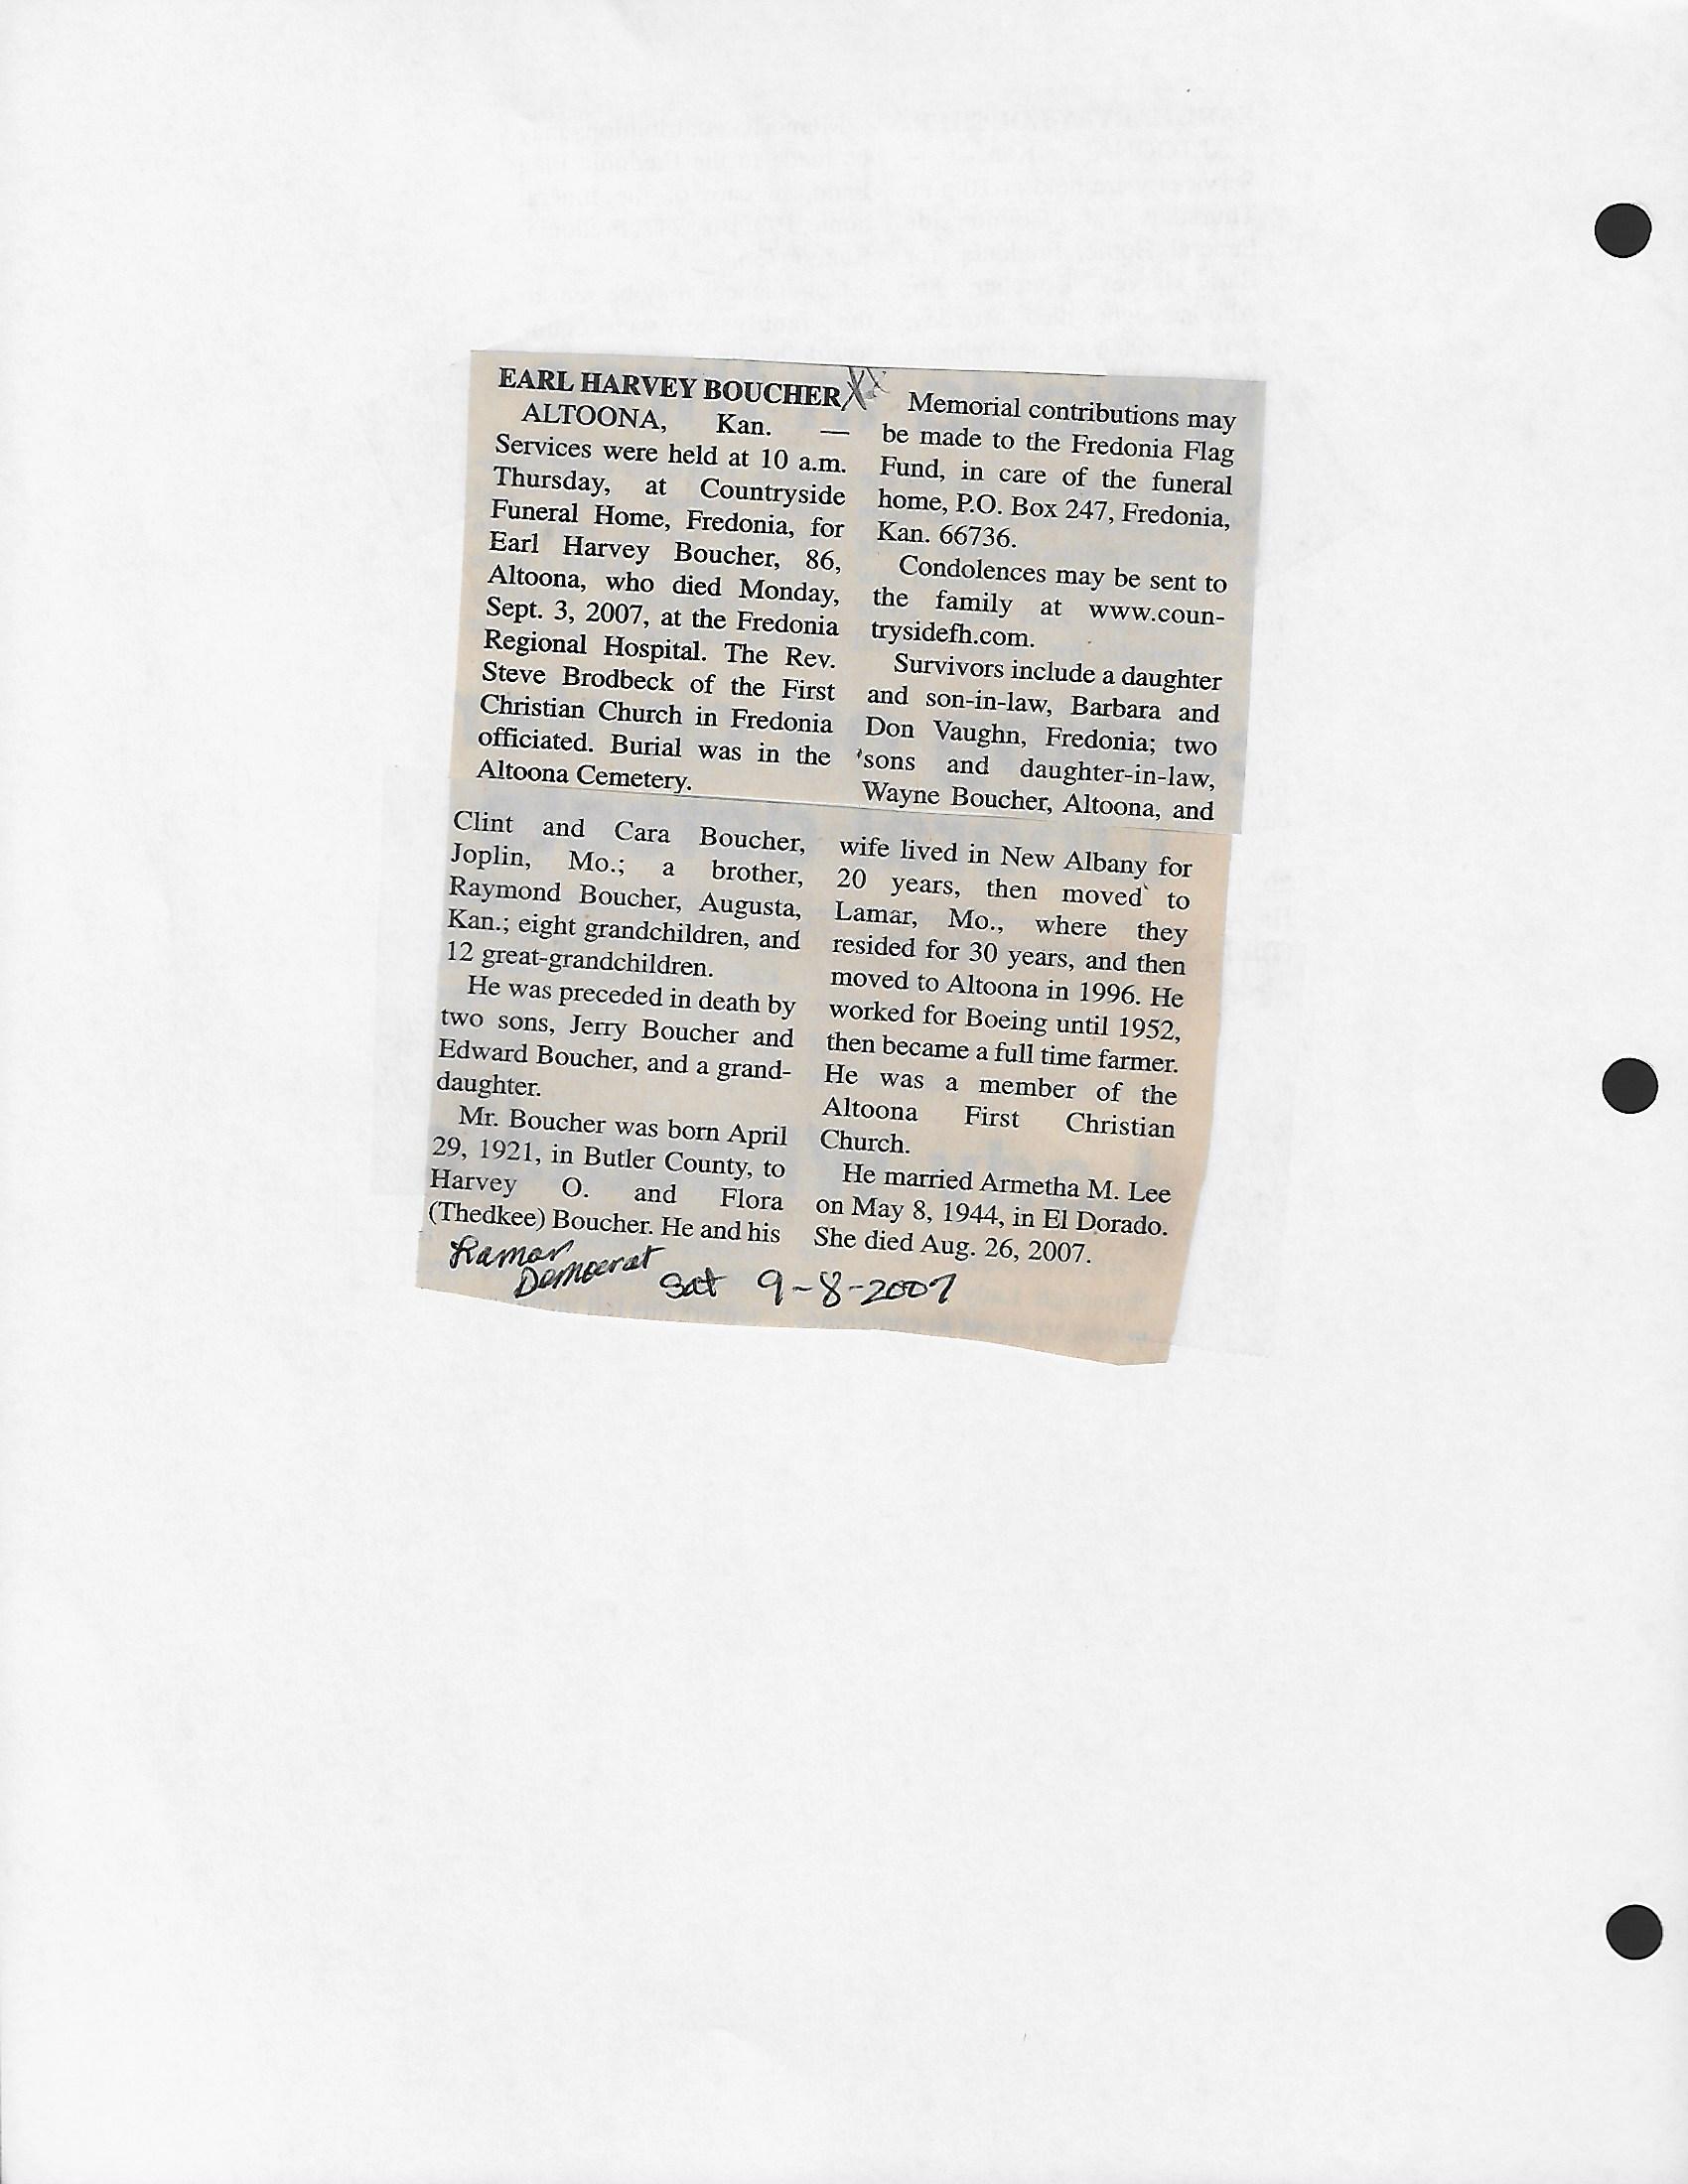 EARL HARVEY BOUCHER
ALTOONA, Kan. —
Services were held at 10 a.m.
Thursday, at Countryside
Funeral Home, Fredonia, for
Earl Harvey Boucher, 86,
Altoona, who died Monday,
Sept. 3, 2007, at the Fredonia
Regional Hospital. The Rev.
Steve Brodbeck of the First
Christian Church in Fredonia
officiated. Burial was in the
Altoona Cemetery.
Memorial contributions may
be made to the Fredonia Flag
Fund, in care of the funeral
home, P.O. Box 247, Fredonia,
Kan. 66736.
Condolences may be sent to
the family at www.coun-
trysidefh.com.
Survivors include a daughter
and son-in-law, Barbara and
Don Vaughn, Fredonia; two
sons and daughter-in-law,
Wayne Boucher, Altoona, and
Clint and Cara Boucher,
Joplin, Mo.; a brother,
Raymond Boucher, Augusta,
Kan.; eight grandchildren, and
12 great-grandchildren.
He was preceded in death by
two sons, Jerry Boucher and
Edward Boucher, and a grand-
daughter.
Mr. Boucher was born April
29, 1921, in Butler County, to
Harvey O. and Flora
(Thedkee) Boucher. He and his
wife lived in New Albany for
20 years, then moved to
Lamar, Mo., where they
resided for 30 years, and then
moved to Altoona in 1996. He
worked for Boeing until 1952,
then became a full time farmer.
He was a member of the
Altoona First Christian
Church.
He married Armetha M. Lee
on May 8, 1944, in El Dorado.
She died Aug. 26, 2007.
Lamar
Democrat Sat 9-8-2007